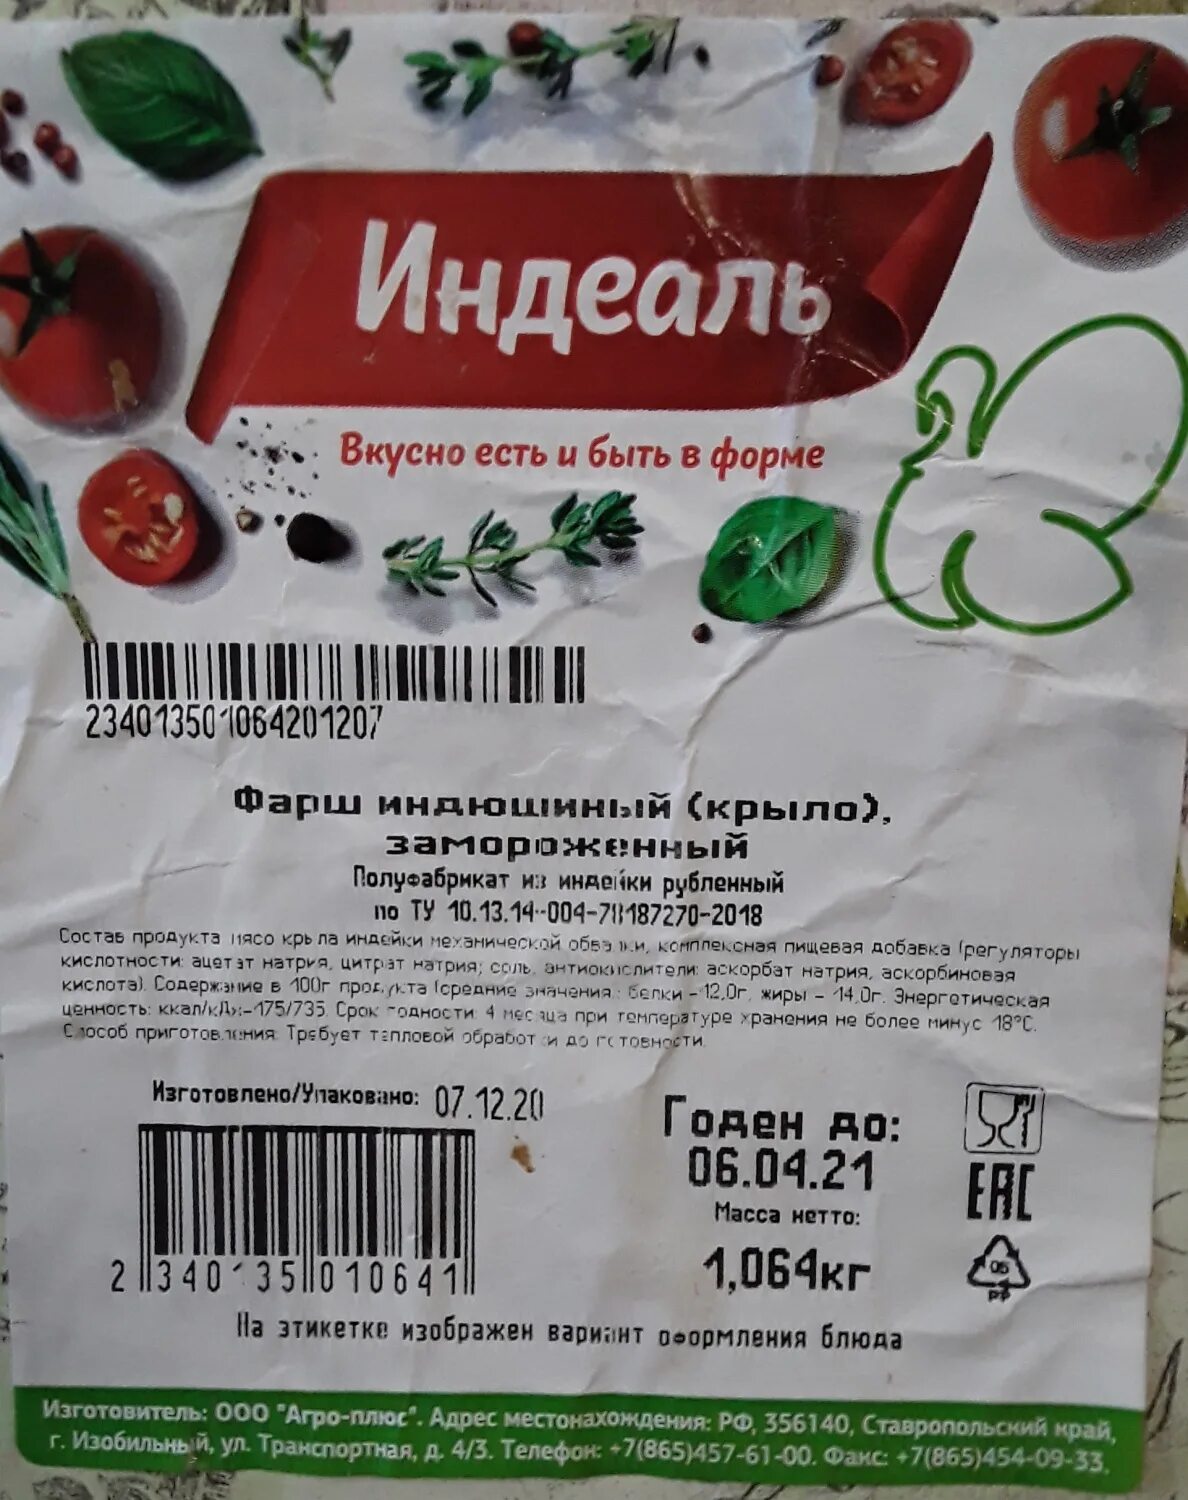 Индеаль
Вкусно есть и быть в форме
234013501064201207
Фарш индюшиный (крыло),
замороженный
Полуфабрикат из индейки рубленный
по ТУ 10.13.14-004-78187270-2018
Состав продукта мясо крыла индейки механической обвалки, комплексная пищевая добавка (регуляторы
кислотности: ацетат натрия, цитрат натрия; соль, антиокислители: аскорбат натрия, аскорбиновая
кислота). Содержание в 100г продукта (средние значения): белки - 12,0г, жиры - 14,0г. Энергетическая
ценность: ккал/кДж-175/735. Срок годности: 4 месяца при температуре хранения не более минус 18°С.
Способ приготовления: Требует тепловой обработки до готовности.
Изготовлено/Упаковано: 07.12.20
Годен до:
06.04.21
Масса нетто:
1,064кг
EAC
05
PP
2 340135 010641
На этикетке изображен вариант оформления блюда
Изготовитель: ООО "Агро-плюс". Адрес местонахождения: РФ, 356140, Ставропольский край,
г. Изобильный, ул. Транспортная, д. 4/3. Телефон: +7(865)457-61-00. Факс: +7(865)454-09-33.